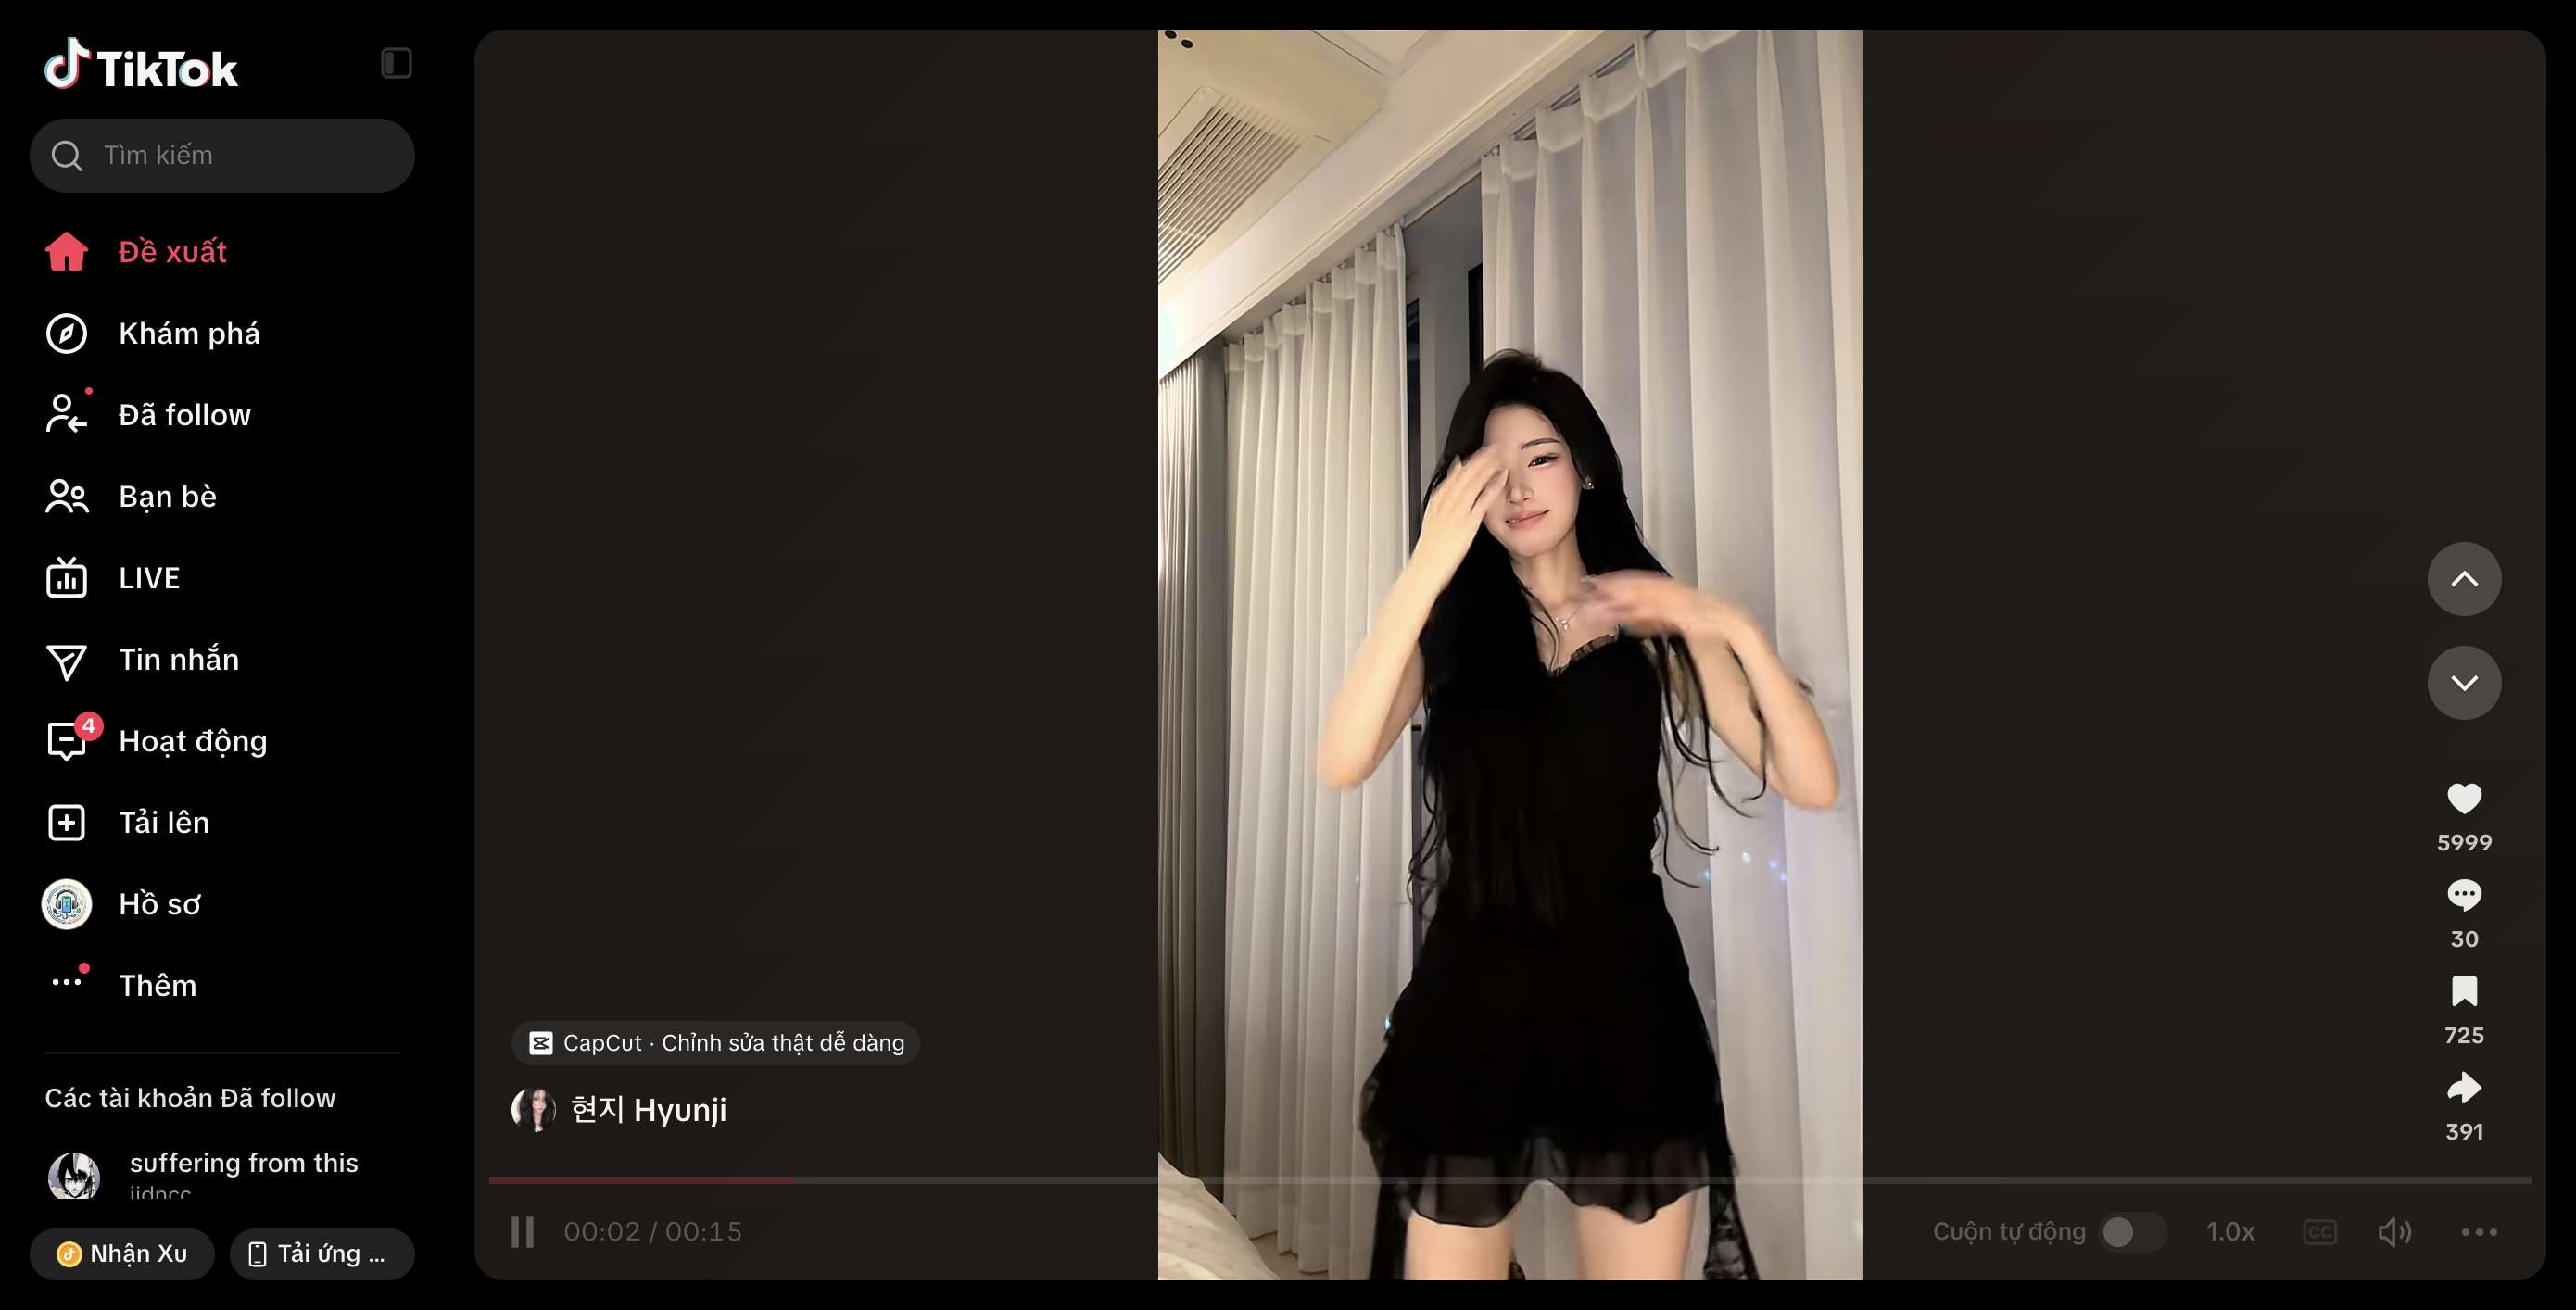 TikTok
Tìm kiếm
Đề xuất
Khám phá
Đã follow
Bạn bè
LIVE
Tin nhắn
4
Hoạt động
Tải lên
Hồ sơ
Thêm
Các tài khoản Đã follow
suffering from this
Nhận Xu
Tải ứng ...
CapCut · Chỉnh sửa thật dễ dàng
현지 Hyunji
00:02 / 00:15
5999
30
725
391
Cuộn tự động
1.0x
CC